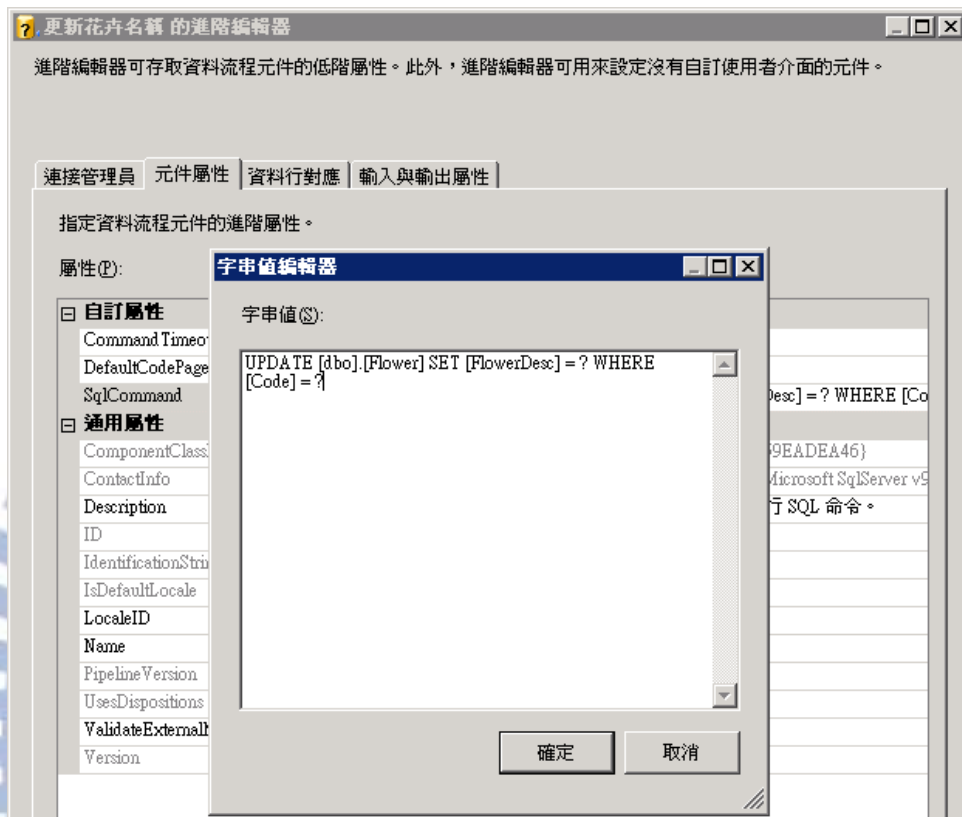 更新花卉名稱 的進階編輯器
進階編輯器可存取資料流程元件的低階屬性。此外，進階編輯器可用來設定沒有自訂使用者介面的元件。
連接管理員 元件屬性 資料行對應 輸入與輸出屬性
指定資料流程元件的進階屬性。
屬性(P):
字串值編輯器
字串值(S):
自訂屬性
CommandTimeo
DefaultCodePage
SqlCommand
Desc] = ? WHERE [Co
通用屬性
ComponentClass
59EADEA46}
ContactInfo
Microsoft SqlServer v9
Description
行 SQL 命令。
ID
IdentificationStrin
IsDefaultLocale
LocaleID
Name
PipelineVersion
UsesDispositions
ValidateExternalM
Version
UPDATE [dbo].[Flower] SET [FlowerDesc] = ? WHERE
[Code] = ?
確定 取消